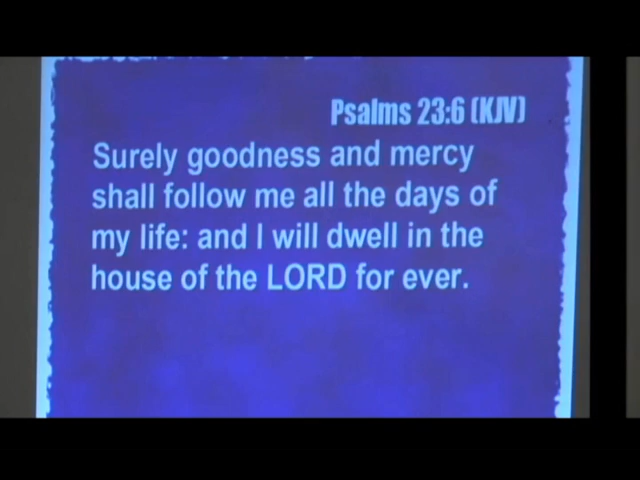 Psalms 23:6 (KJV)
Surely goodness and mercy
shall follow me all the days of
my life: and I will dwell in the
house of the LORD for ever.